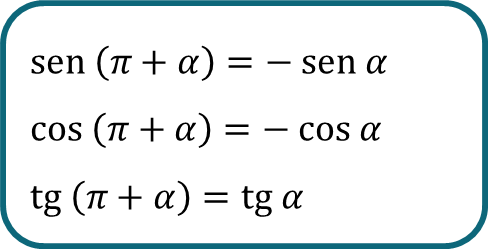 sen (π + α) = − sen α
cos (π + α) = − cos α
tg (π + α) = tg α